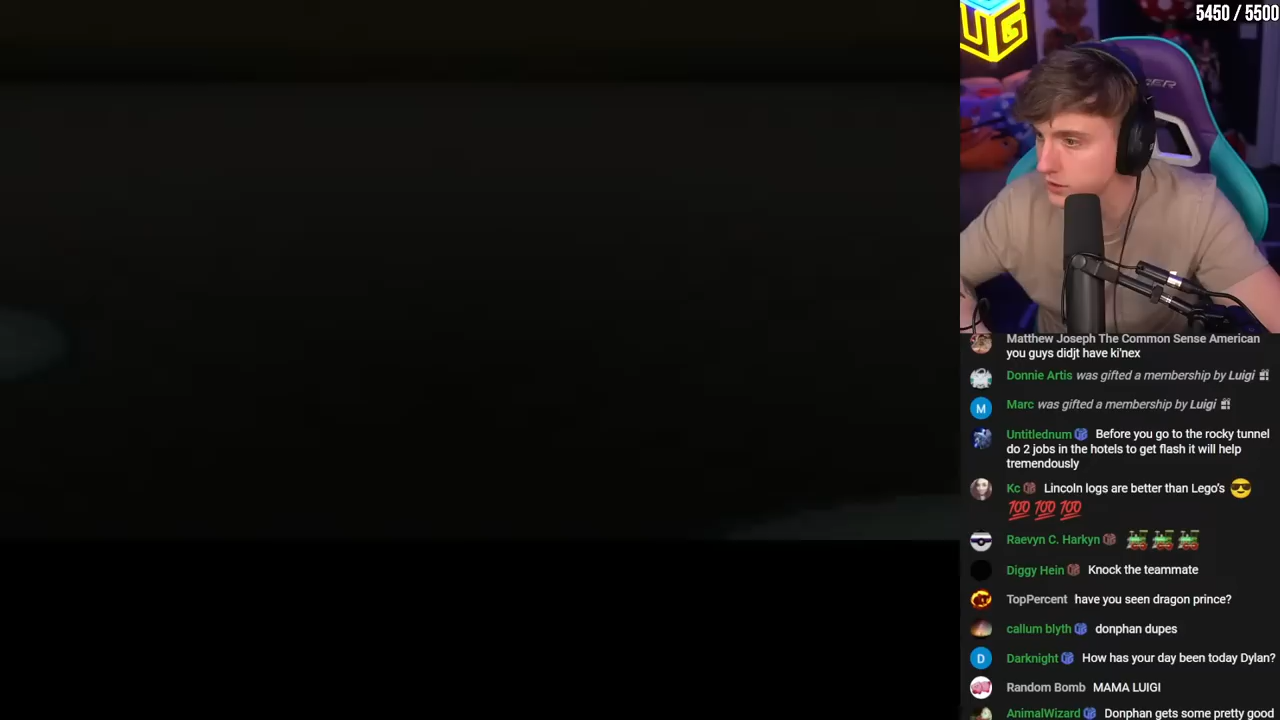 5450 / 5500
UG
Matthew Joseph The Common Sense American
you guys didjt have ki'nex
Donnie Artis was gifted a membership by Luigi
M Marc was gifted a membership by Luigi
Untitlednum Before you go to the rocky tunnel
do 2 jobs in the hotels to get flash it will help
tremendously
Kc Lincoln logs are better than Lego's 😎
💯 💯 💯
Raevyn C. Harkyn 🚂 🚂 🚂
Diggy Hein Knock the teammate
TopPercent have you seen dragon prince?
callum blyth donphan dupes
D Darknight How has your day been today Dylan?
Random Bomb MAMA LUIGI
AnimalWizard Donphan gets some pretty good